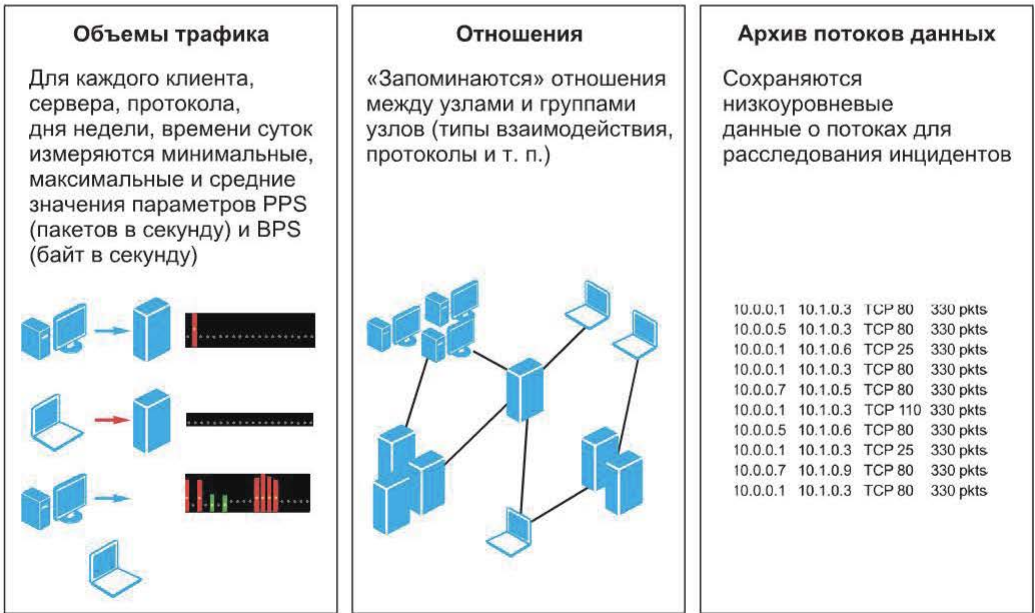 Объемы трафика
Для каждого клиента,
сервера, протокола,
дня недели, времени суток
измеряются минимальные,
максимальные и средние
значения параметров PPS
(пакетов в секунду) и BPS
(байт в секунду)
Отношения
«Запоминаются» отношения
между узлами и группами
узлов (типы взаимодействия,
протоколы и т. п.)
Архив потоков данных
Сохраняются
низкоуровневые
данные о потоках для
расследования инцидентов
10.0.0.1 10.1.0.3 TCP 80 330 pkts
10.0.0.5 10.1.0.3 TCP 80 330 pkts
10.0.0.1 10.1.0.6 TCP 25 330 pkts
10.0.0.1 10.1.0.3 TCP 80 330 pkts
10.0.0.7 10.1.0.5 TCP 80 330 pkts
10.0.0.1 10.1.0.3 TCP 110 330 pkts
10.0.0.5 10.1.0.6 TCP 80 330 pkts
10.0.0.1 10.1.0.3 TCP 25 330 pkts
10.0.0.7 10.1.0.9 TCP 80 330 pkts
10.0.0.1 10.1.0.3 TCP 80 330 pkts